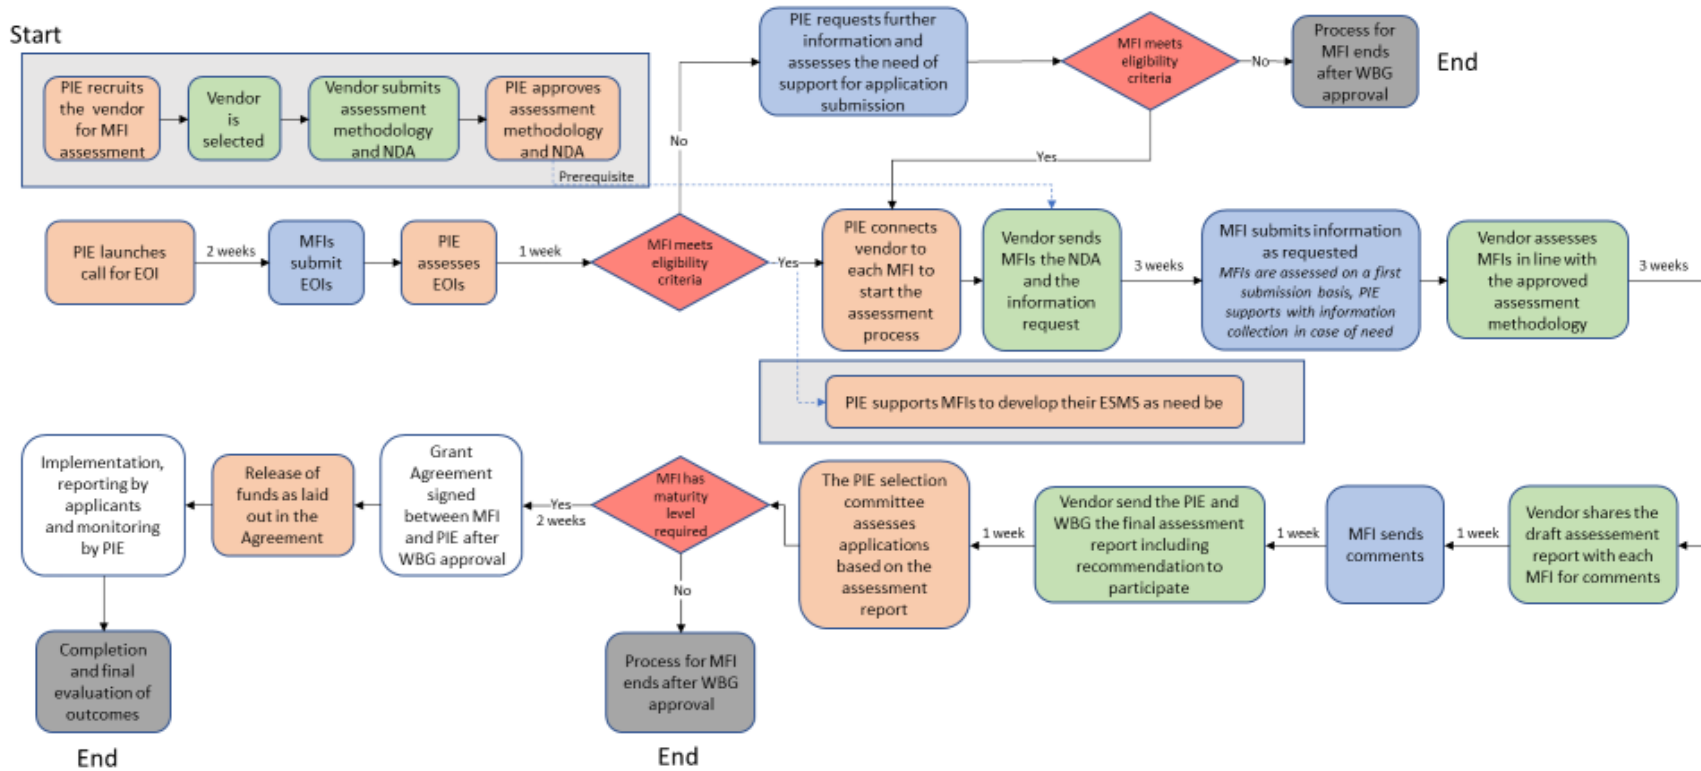 Start
PIE recruits
the vendor
for MFI
assessment
Vendor
is
selected
Vendor submits
assessment
methodology
and NDA
PIE approves
assessment
methodology
and NDA
Prerequisite
PIE requests further
information and
assesses the need of
support for application
submission
MFI meets
eligibility
criteria
No
Process for
MFI ends
after WBG
approval
End
No
Yes
PIE launches
call for EOI
2 weeks
MFIs
submit
EOIs
PIE
assesses
EOIs
1 week
MFI meets
eligibility
criteria
Yes
PIE connects
vendor to
each MFI to
start the
assessment
process
Vendor sends
MFIs the NDA
and the
information
request
3 weeks
MFI submits information
as requested
MFIs are assessed on a first
submission basis, PIE
supports with information
collection in case of need
Vendor assesses
MFIs in line with
the approved
assessment
methodology
3 weeks
PIE supports MFIs to develop their ESMS as need be
Implementation,
reporting by
applicants
and monitoring
by PIE
Release of
funds as laid
out in the
Agreement
Grant
Agreement
signed
between MFI
and PIE after
WBG approval
Yes
2 weeks
MFI has
maturity
level
required
The PIE selection
committee
assesses
applications
based on the
assessment
report
1 week
Vendor send the PIE and
WBG the final assessment
report including
recommendation to
participate
1 week
MFI sends
comments
1 week
Vendor shares the
draft assessement
report with each
MFI for comments
No
Completion
and final
evaluation of
outcomes
End
Process for MFI
ends after WBG
approval
End